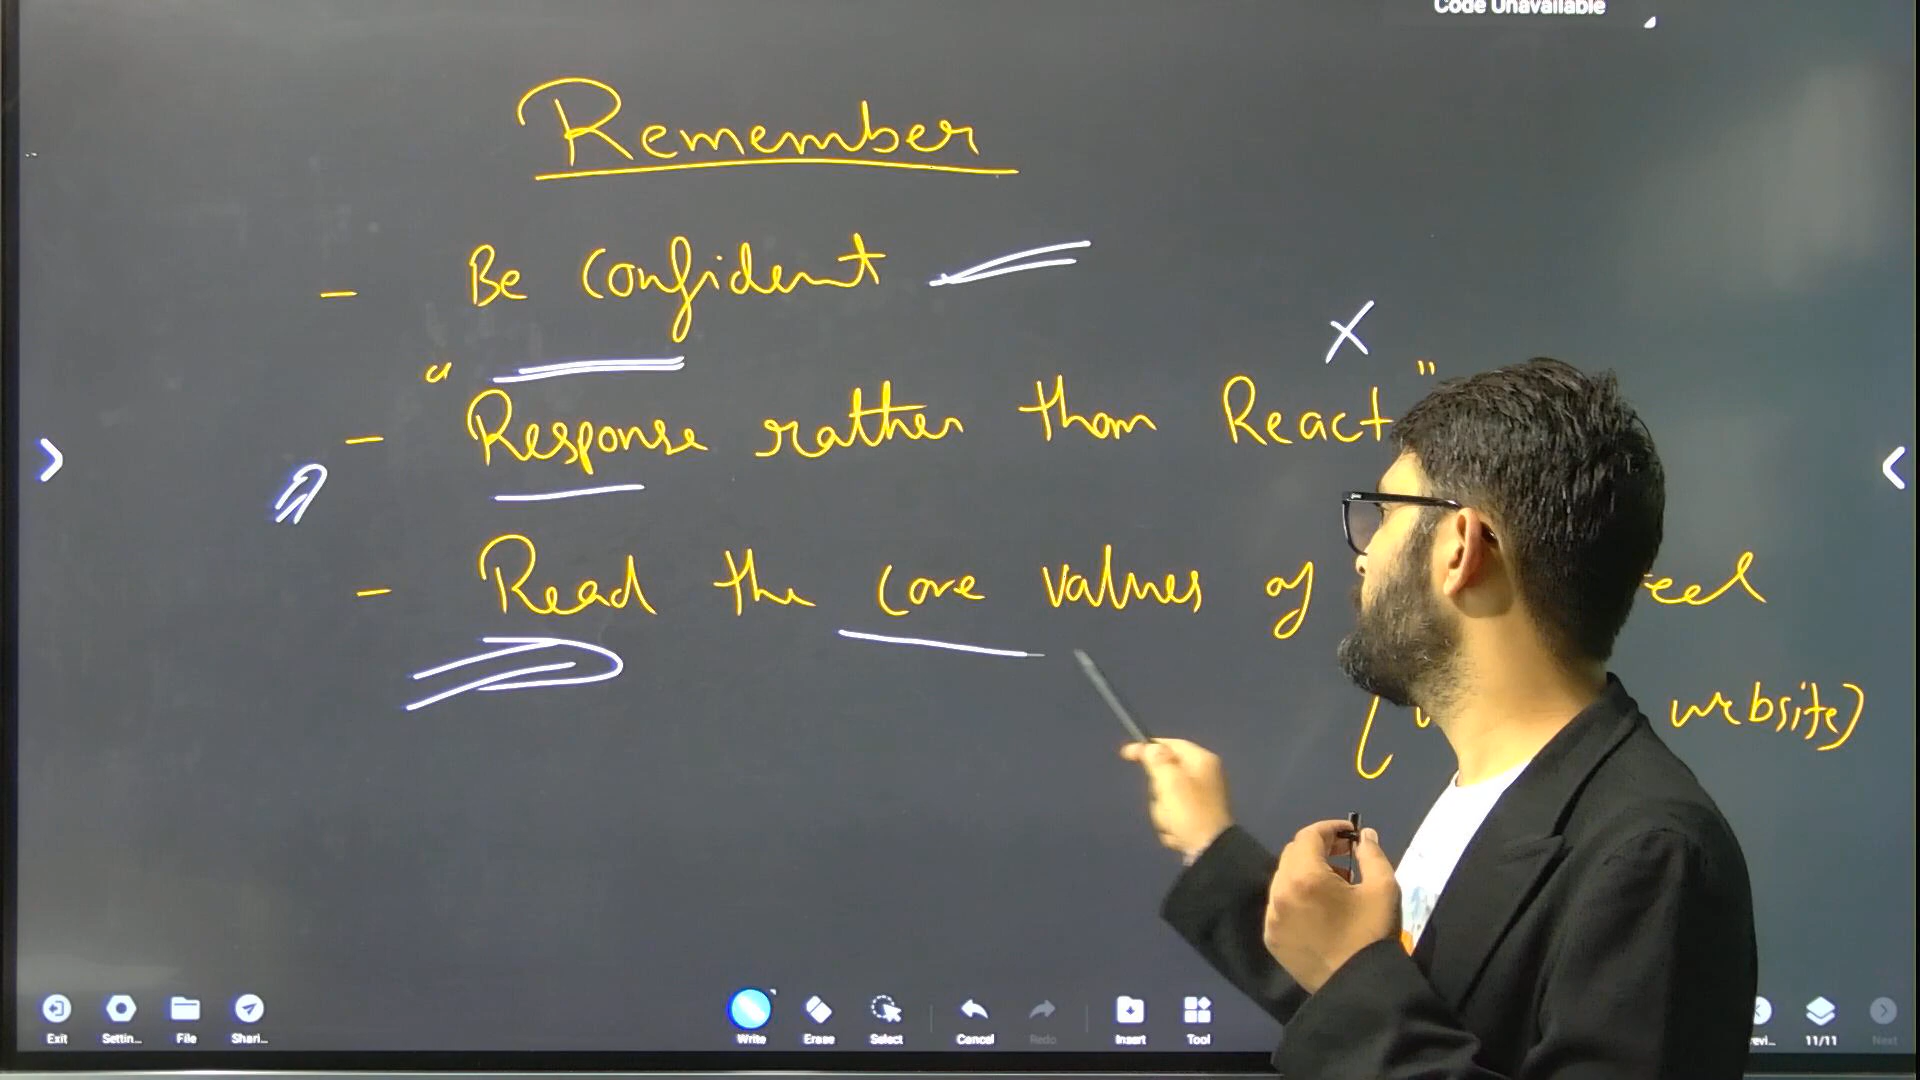 Code Unavailable
Remember
- Be confident
X
- "Response rather than React"
- Read the core values of
website)
Exit Settin... File Shari... Write Erase Select Cancel Redo Insert Tool 11/11 Next